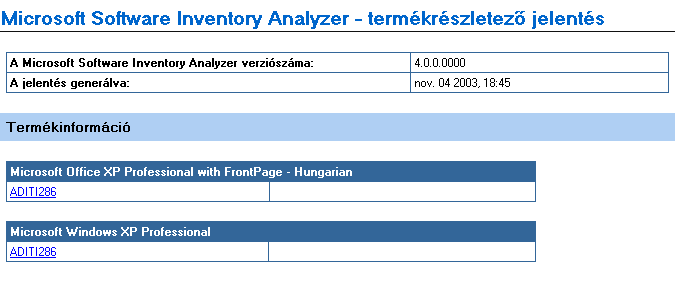 Microsoft Software Inventory Analyzer - termékrészletező jelentés
A Microsoft Software Inventory Analyzer verziószáma: 4.0.0.0000
A jelentés generálva: nov. 04 2003, 18:45
Termékinformáció
Microsoft Office XP Professional with FrontPage - Hungarian
ADITI286
Microsoft Windows XP Professional
ADITI286